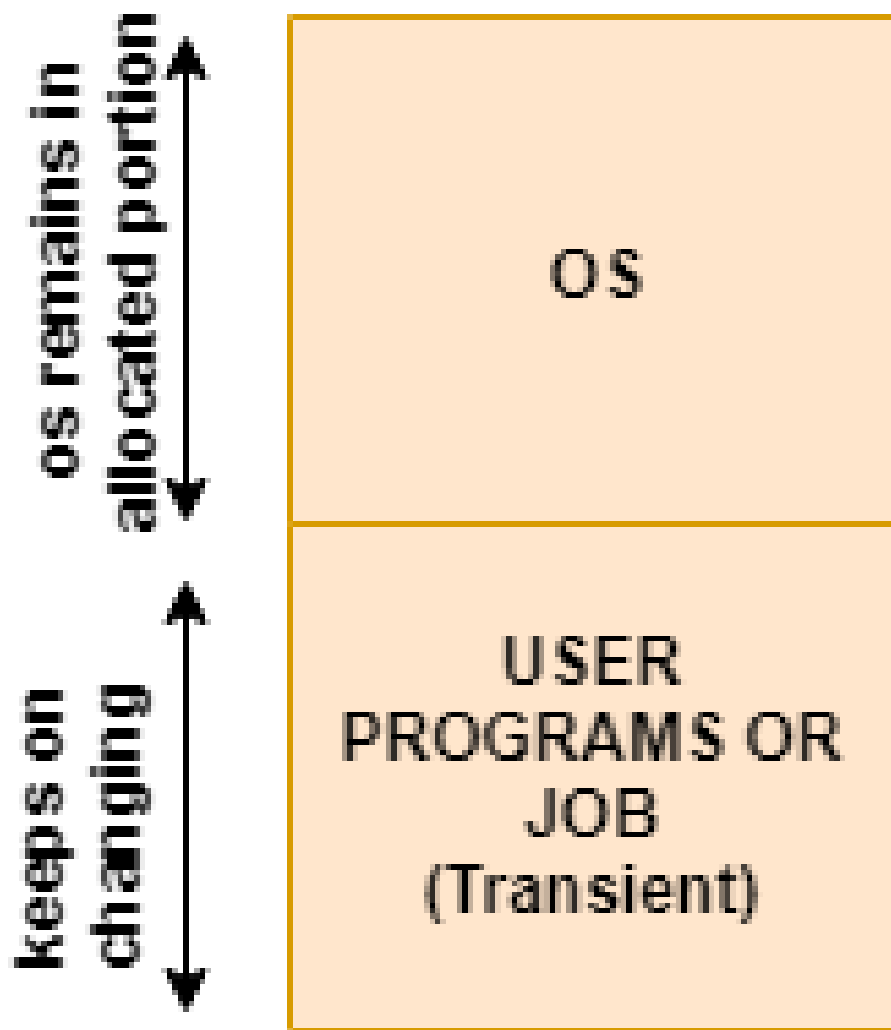 os remains in
allocated portion
OS
keeps on
changing
USER
PROGRAMS OR
JOB
(Transient)